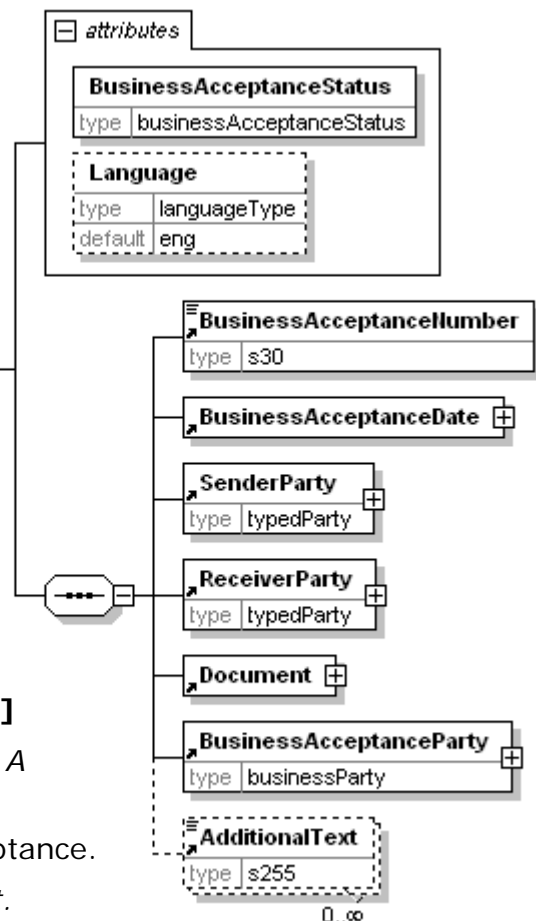 attributes
BusinessAcceptanceStatus
type businessAcceptanceStatus
Language
type languageType
default eng
BusinessAcceptanceNumber
type s30
BusinessAcceptanceDate
SenderParty
type typedParty
ReceiverParty
type typedParty
Document
]
BusinessAcceptanceParty
A
type businessParty
ptance.
AdditionalText
type s255
t.
0..∞